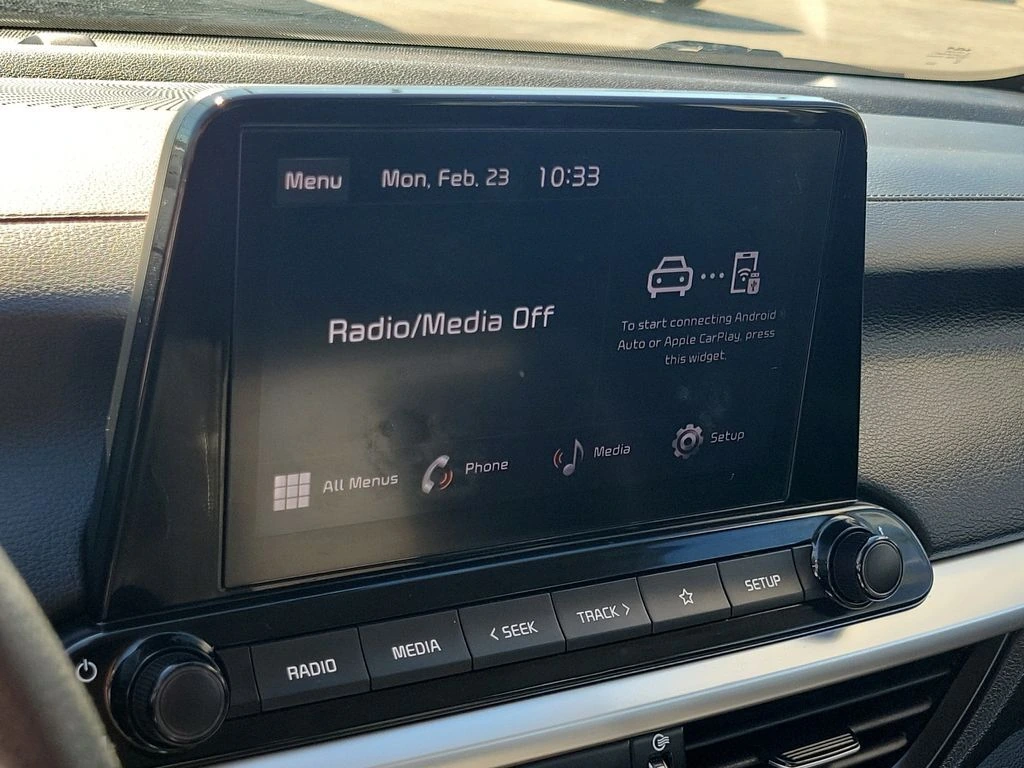 Menu Mon, Feb. 23 10:33
Radio/Media Off
To start connecting Android
Auto or Apple CarPlay, press
this widget.
All Menus Phone Media Setup
RADIO MEDIA < SEEK TRACK > SETUP